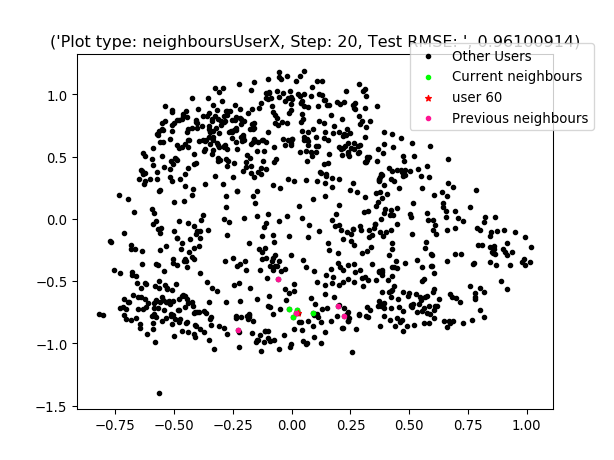 ('Plot type: neighboursUserX, Step: 20, Test RMSE: ', 0.96100914)
Other Users
Current neighbours
user 60
Previous neighbours
1.0
0.5
0.0
−0.5
−1.0
−1.5
−0.75 −0.50 −0.25 0.00 0.25 0.50 0.75 1.00